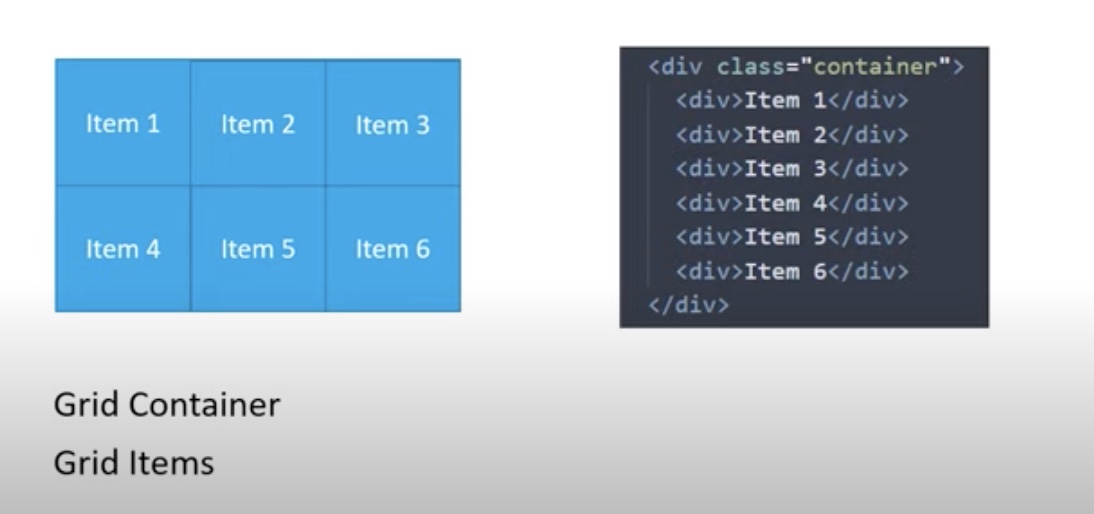 Item 1 Item 2 Item 3
Item 4 Item 5 Item 6
<div class="container">
<div>Item 1</div>
<div>Item 2</div>
<div>Item 3</div>
<div>Item 4</div>
<div>Item 5</div>
<div>Item 6</div>
</div>
Grid Container
Grid Items